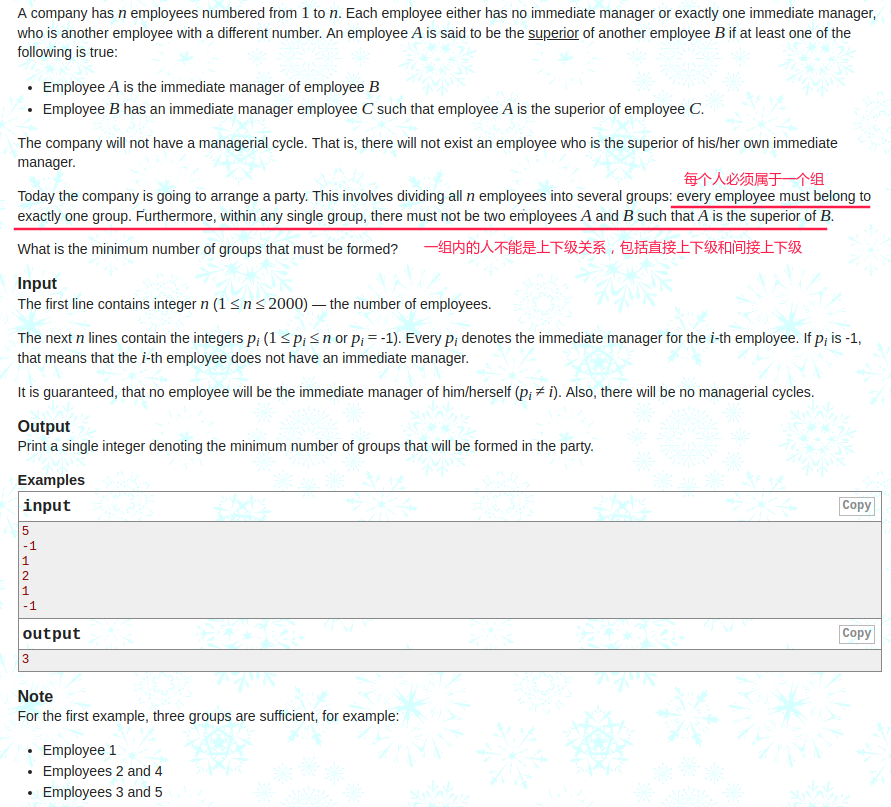 A company has n employees numbered from 1 to n. Each employee either has no immediate manager or exactly one immediate manager,
who is another employee with a different number. An employee A is said to be the superior of another employee B if at least one of the
following is true:
• Employee A is the immediate manager of employee B
• Employee B has an immediate manager employee C such that employee A is the superior of employee C.
The company will not have a managerial cycle. That is, there will not exist an employee who is the superior of his/her own immediate
manager.
每个人必须属于一个组
Today the company is going to arrange a party. This involves dividing all n employees into several groups: every employee must belong to
exactly one group. Furthermore, within any single group, there must not be two employees A and B such that A is the superior of B.
What is the minimum number of groups that must be formed? 一组内的人不能是上下级关系，包括直接上下级和间接上下级
Input
The first line contains integer n (1 ≤ n ≤ 2000) — the number of employees.
The next n lines contain the integers pi (1 ≤ pi ≤ n or pi = -1). Every pi denotes the immediate manager for the i-th employee. If pi is -1,
that means that the i-th employee does not have an immediate manager.
It is guaranteed, that no employee will be the immediate manager of him/herself (pi ≠ i). Also, there will be no managerial cycles.
Output
Print a single integer denoting the minimum number of groups that will be formed in the party.
Examples
input Copy
5
-1
1
2
1
-1
output Copy
3
Note
For the first example, three groups are sufficient, for example:
• Employee 1
• Employees 2 and 4
• Employees 3 and 5